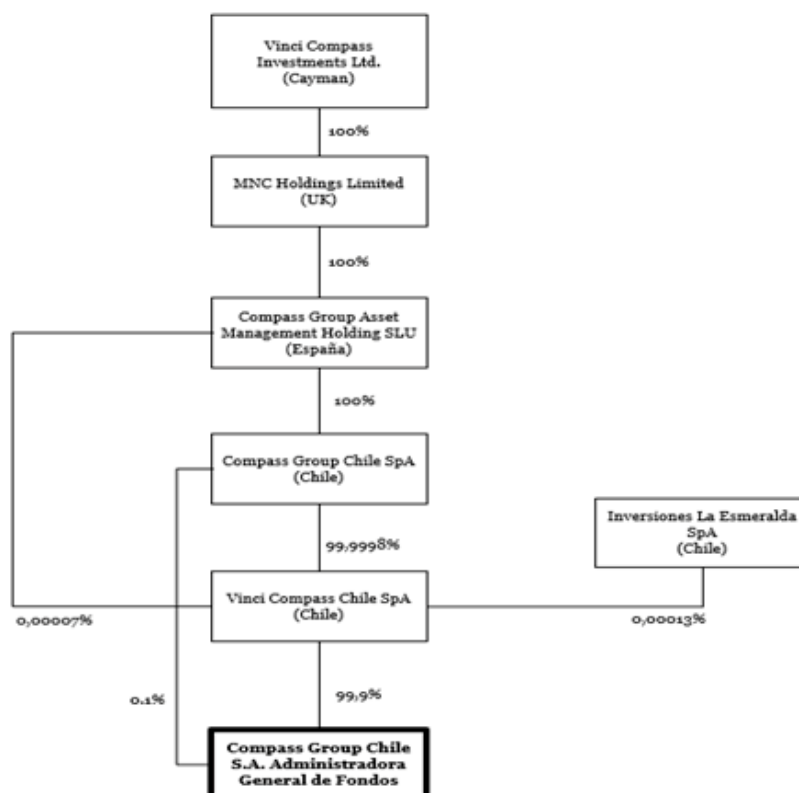 Vinci Compass
Investments Ltd.
(Cayman)
100%
MNC Holdings Limited
(UK)
100%
Compass Group Asset
Management Holding SLU
(España)
100%
Compass Group Chile SpA
(Chile)
Inversiones La Esmeralda
SpA
(Chile)
99,9998%
Vinci Compass Chile SpA
(Chile)
0,00007%
0,00013%
0.1%
99,9%
Compass Group Chile
S.A. Administradora
General de Fondos